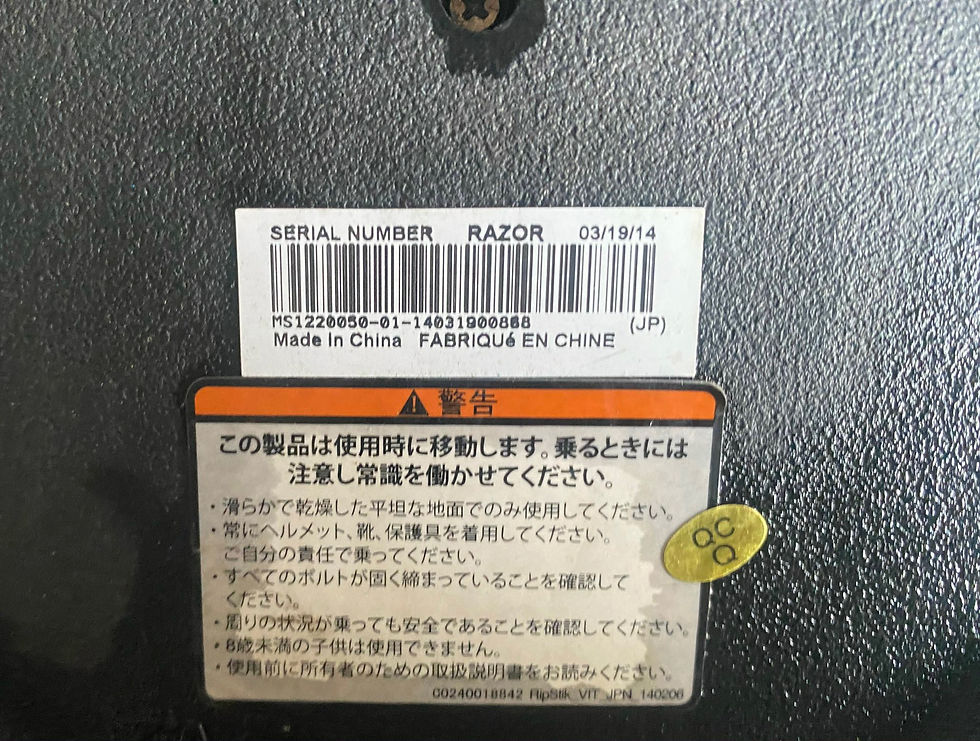 SERIAL NUMBER RAZOR 03/19/14
MS1220050-01-14031900868 (JP)
Made In China FABRIQUé EN CHINE
警告
この製品は使用時に移動します。乗るときには
注意し常識を働かせてください。
・滑らかで乾燥した平坦な地面でのみ使用してください。
・常にヘルメット、靴、保護具を着用してください。
ご自分の責任で乗ってください。
・すべてのボルトが固く締まっていることを確認して
ください。
・周りの状況が乗っても安全であることを確認してください。
・8歳未満の子供は使用できません。
・使用前に所有者のための取扱説明書をお読みください。
00240018842 RipStik_VIT_JPN_140206
QC
Q